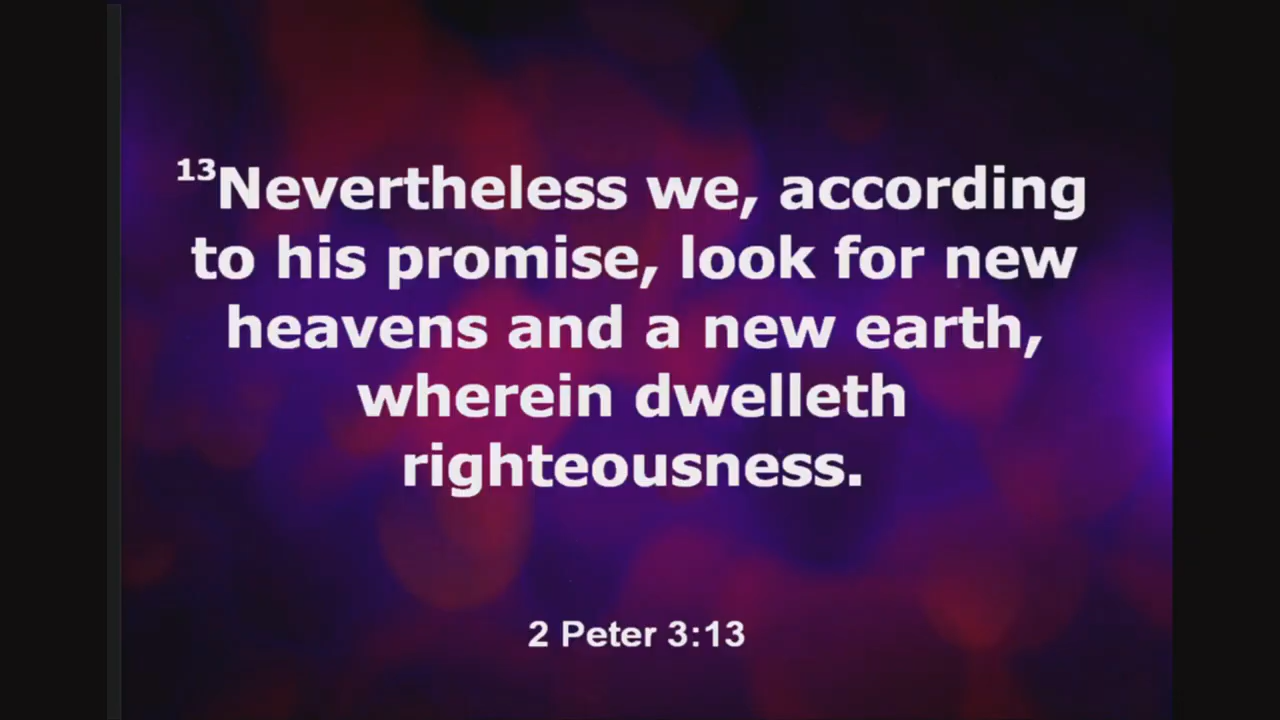 ¹³Nevertheless we, according
to his promise, look for new
heavens and a new earth,
wherein dwelleth
righteousness.
2 Peter 3:13